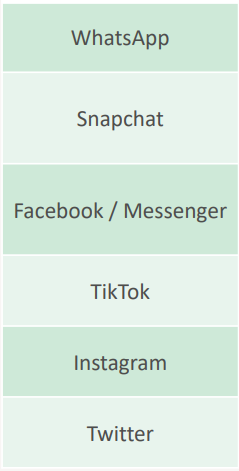 WhatsApp
Snapchat
Facebook / Messenger
TikTok
Instagram
Twitter